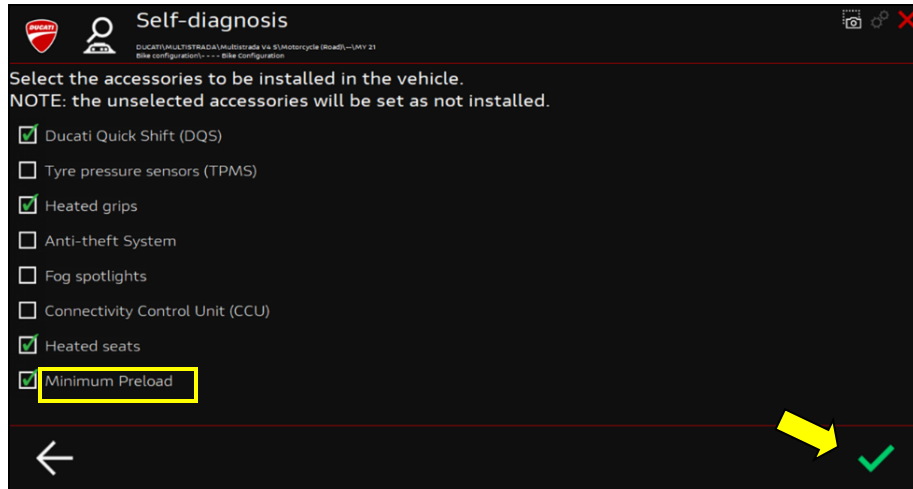 DUCATI
Self-diagnosis
DUCATI\MULTISTRADA\Multistrada V4 S\Motorcycle (Road)\--\MY 21
Bike configuration\- - - - Bike Configuration
Select the accessories to be installed in the vehicle.
NOTE: the unselected accessories will be set as not installed.
Ducati Quick Shift (DQS)
Tyre pressure sensors (TPMS)
Heated grips
Anti-theft System
Fog spotlights
Connectivity Control Unit (CCU)
Heated seats
Minimum Preload